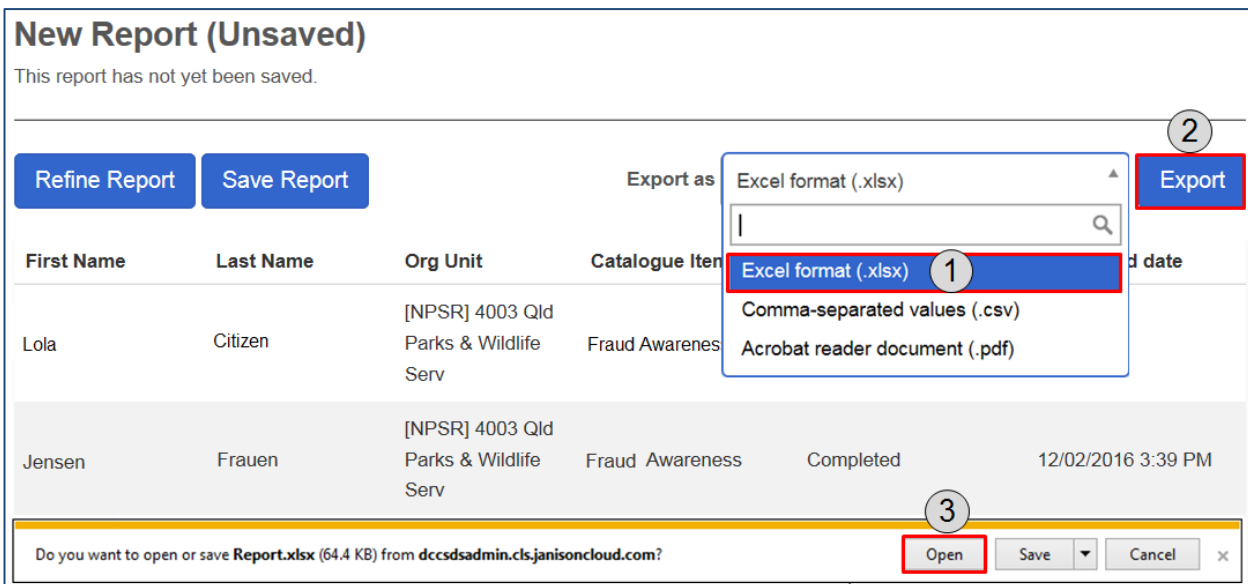 New Report (Unsaved)
This report has not yet been saved.
2
Refine Report Save Report Export as Excel format (.xlsx) Export
First Name Last Name Org Unit Catalogue Iten d date
Excel format (.xlsx) 1
Comma-separated values (.csv)
Acrobat reader document (.pdf)
[NPSR] 4003 Qld
Lola Citizen Parks & Wildlife Fraud Awarenes
Serv
[NPSR] 4003 Qld
Jensen Frauen Parks & Wildlife Fraud Awareness Completed 12/02/2016 3:39 PM
Serv
3
Do you want to open or save Report.xlsx (64.4 KB) from dccsdsadmin.cls.janisoncloud.com? Open Save Cancel ×